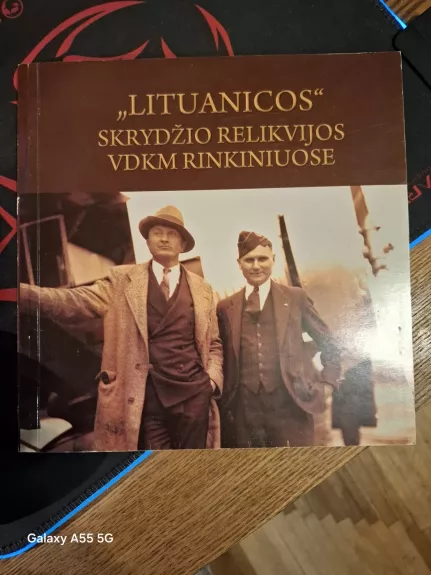 „LITUANICOS“
SKRYDŽIO RELIKVIJOS
VDKM RINKINIUOSE
Galaxy A55 5G